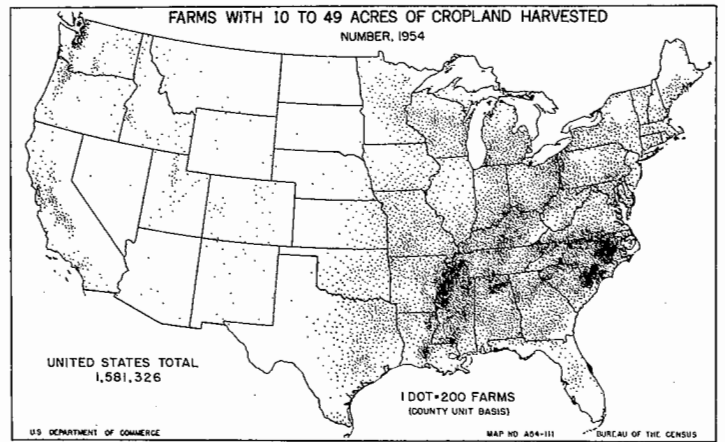 FARMS WITH 10 TO 49 ACRES OF CROPLAND HARVESTED
NUMBER, 1954
UNITED STATES TOTAL
1,581,326
1 DOT=200 FARMS
(COUNTY UNIT BASIS)
U.S. DEPARTMENT OF COMMERCE
MAP NO A54-111
BUREAU OF THE CENSUS